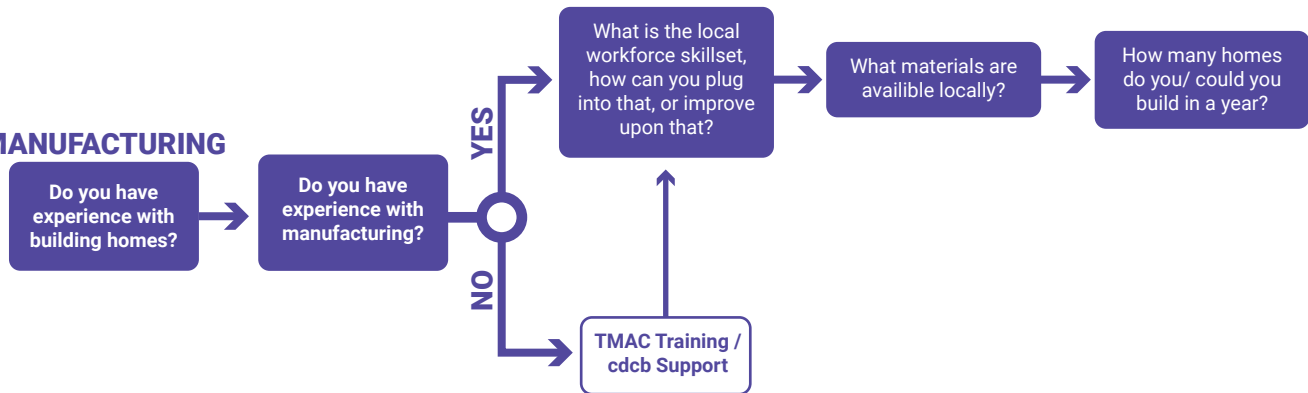 MANUFACTURING
Do you have
experience with
building homes?
Do you have
experience with
manufacturing?
YES
NO
What is the local
workforce skillset,
how can you plug
into that, or improve
upon that?
TMAC Training /
cdcb Support
What materials are
availible locally?
How many homes
do you/ could you
build in a year?